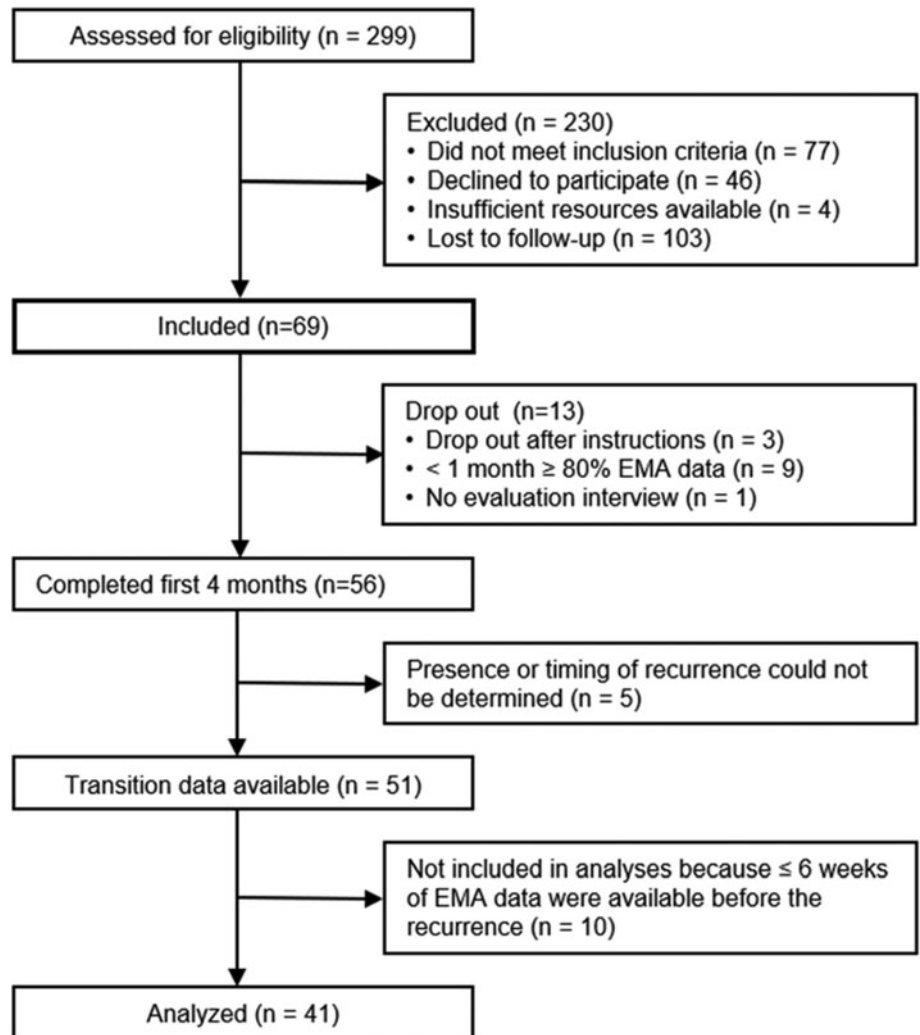 Assessed for eligibility (n = 299)
Excluded (n = 230)
• Did not meet inclusion criteria (n = 77)
• Declined to participate (n = 46)
• Insufficient resources available (n = 4)
• Lost to follow-up (n = 103)
Included (n=69)
Drop out (n=13)
• Drop out after instructions (n = 3)
• < 1 month ≥ 80% EMA data (n = 9)
• No evaluation interview (n = 1)
Completed first 4 months (n=56)
Presence or timing of recurrence could not
be determined (n = 5)
Transition data available (n = 51)
Not included in analyses because ≤ 6 weeks
of EMA data were available before the
recurrence (n = 10)
Analyzed (n = 41)